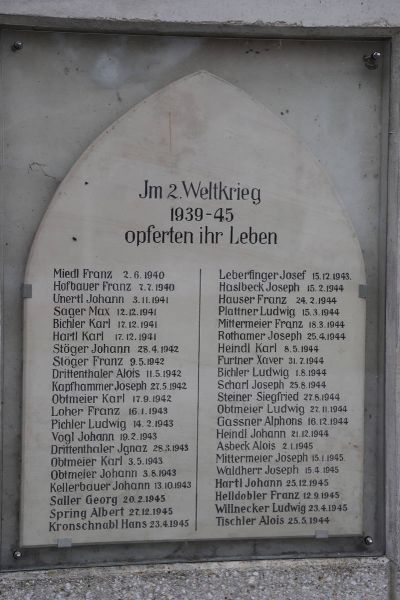 Jm 2. Weltkrieg
1939-45
opferten ihr Leben
Miedl Franz 2.6.1940
Hofbauer Franz 7.7.1940
Unertl Johann 3.11.1941
Sager Max 12.12.1941
Bichler Karl 17.12.1941
Hartl Karl 17.12.1941
Stöger Johann 28.4.1942
Stöger Franz 9.5.1942
Drittenthaler Alois 11.5.1942
Kapfhammer Joseph 27.5.1942
Obtmeier Karl 17.9.1942
Loher Franz 16.1.1943
Pichler Ludwig 14.2.1943
Vogl Johann 19.2.1943
Drittenthaler Jgnaz 28.3.1943
Obtmeier Karl 3.5.1943
Obtmeier Johann 3.8.1943
Kellerbauer Johann 13.10.1943
Saller Georg 20.2.1945
Spring Albert 27.12.1945
Kronschnabl Hans 23.4.1945
Leberfinger Josef 15.12.1943.
Haslbeck Joseph 15.2.1944
Hauser Franz 24.2.1944
Plattner Ludwig 15.3.1944
Mittermeier Franz 18.3.1944
Rothamer Joseph 25.4.1944
Heindl Karl 8.5.1944
Furtner Xaver 31.7.1944
Bichler Ludwig 1.8.1944
Scharl Joseph 25.8.1944
Steiner Siegfried 27.8.1944
Obtmeier Ludwig 27.11.1944
Gassner Alphons 16.12.1944
Heindl Johann 21.12.1944
Asbeck Alois 2.1.1945
Mittermeier Joseph 15.1.1945.
Waldherr Joseph 15.4.1945
Hartl Johann 25.12.1945
Helldobler Franz 12.9.1945
Willnecker Ludwig 23.4.1945
Tischler Alois 25.5.1944